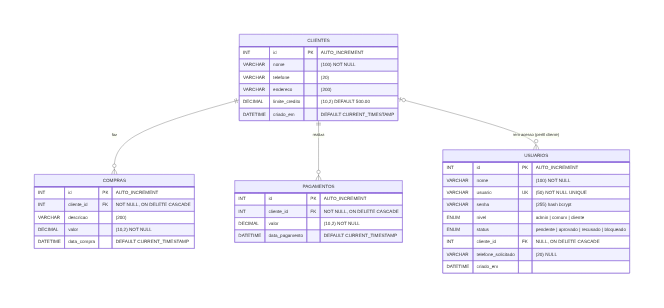 CLIENTES
INT id PK AUTO_INCREMENT
VARCHAR nome (100) NOT NULL
VARCHAR telefone (20)
VARCHAR endereco (200)
DECIMAL limite_credito (10,2) DEFAULT 500.00
DATETIME criado_em DEFAULT CURRENT_TIMESTAMP
faz
realiza
tem acesso (perfil cliente)
COMPRAS
INT id PK AUTO_INCREMENT
INT cliente_id FK NOT NULL, ON DELETE CASCADE
VARCHAR descricao (200)
DECIMAL valor (10,2) NOT NULL
DATETIME data_compra DEFAULT CURRENT_TIMESTAMP
PAGAMENTOS
INT id PK AUTO_INCREMENT
INT cliente_id FK NOT NULL, ON DELETE CASCADE
DECIMAL valor (10,2) NOT NULL
DATETIME data_pagamento DEFAULT CURRENT_TIMESTAMP
USUARIOS
INT id PK AUTO_INCREMENT
VARCHAR nome (100) NOT NULL
VARCHAR usuario UK (50) NOT NULL UNIQUE
VARCHAR senha (255) hash bcrypt
ENUM nivel admin | comum | cliente
ENUM status pendente | aprovado | recusado | bloqueado
INT cliente_id FK NULL, ON DELETE CASCADE
VARCHAR telefone_solicitado (20) NULL
DATETIME criado_em